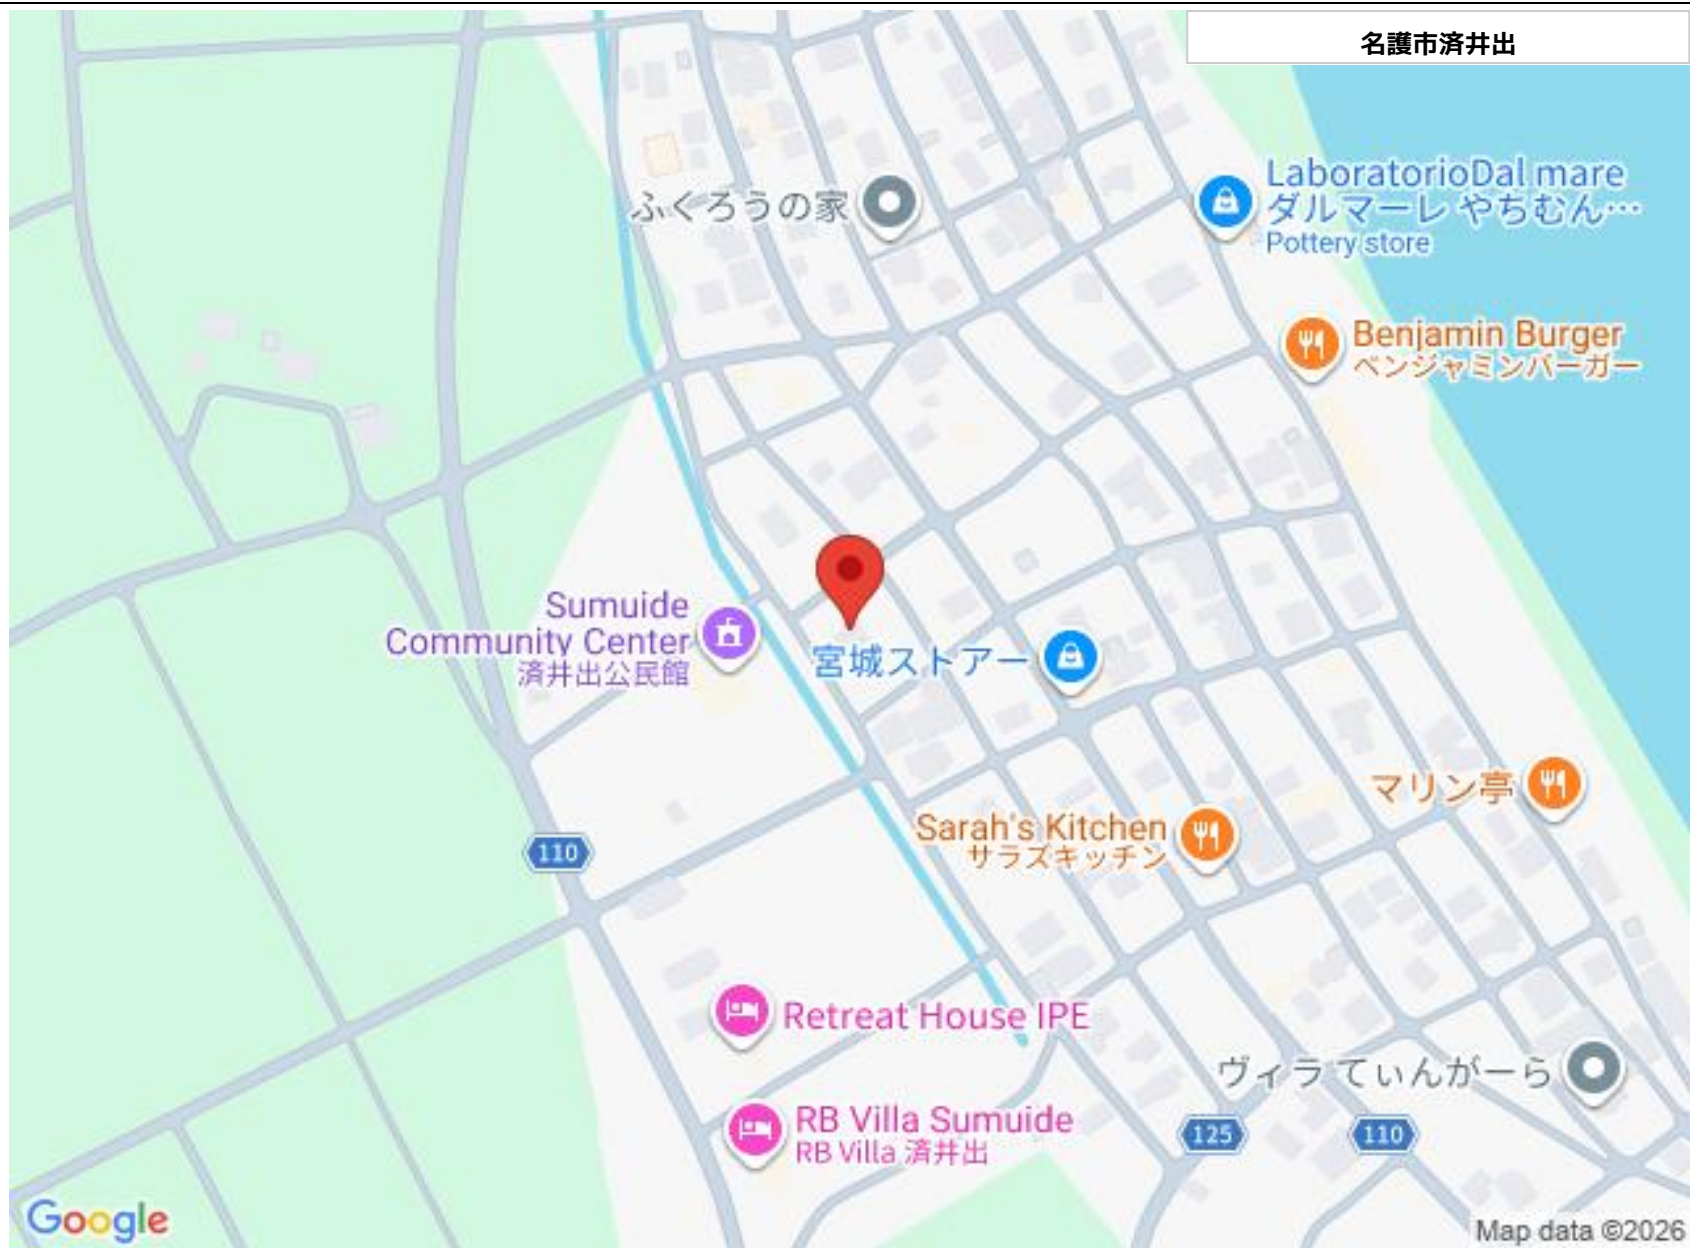 名護市済井出
LaboratorioDal mare
ダルマーレ やちむん…
Pottery store
ふくろうの家
Benjamin Burger
ベンジャミンバーガー
Sumuide
Community Center
済井出公民館
宮城ストアー
マリン亭
Sarah's Kitchen
サラズキッチン
110
Retreat House IPE
ヴィラ てぃんがーら
RB Villa Sumuide
RB Villa 済井出
125
110
Google
Map data ©2026